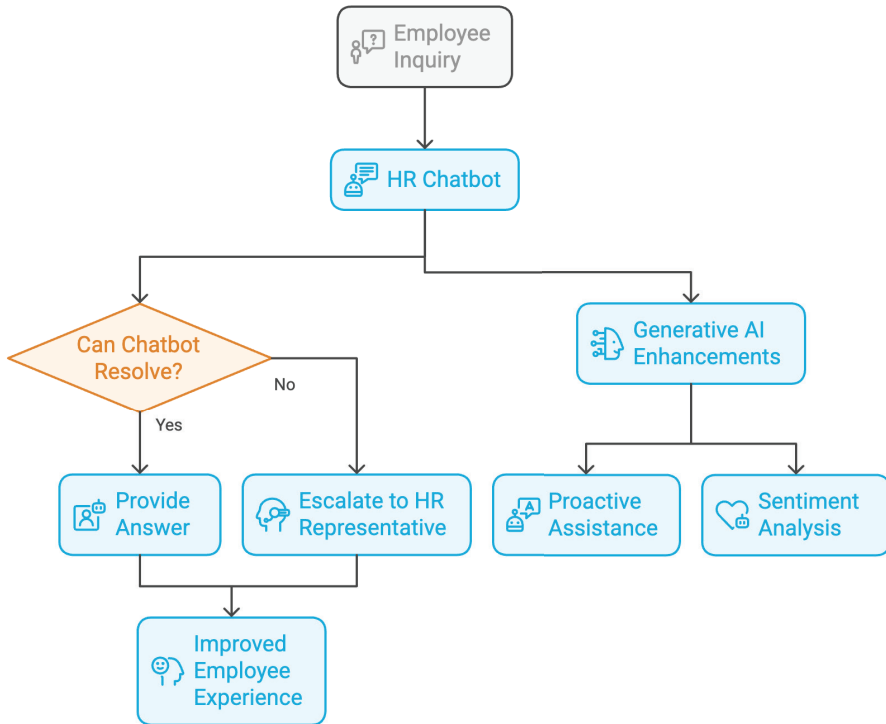 Employee
Inquiry
HR Chatbot
Can Chatbot
Resolve?
Generative AI
Enhancements
No
Yes
Provide
Answer
Escalate to HR
Representative
Proactive
Assistance
A
Sentiment
Analysis
Improved
Employee
Experience